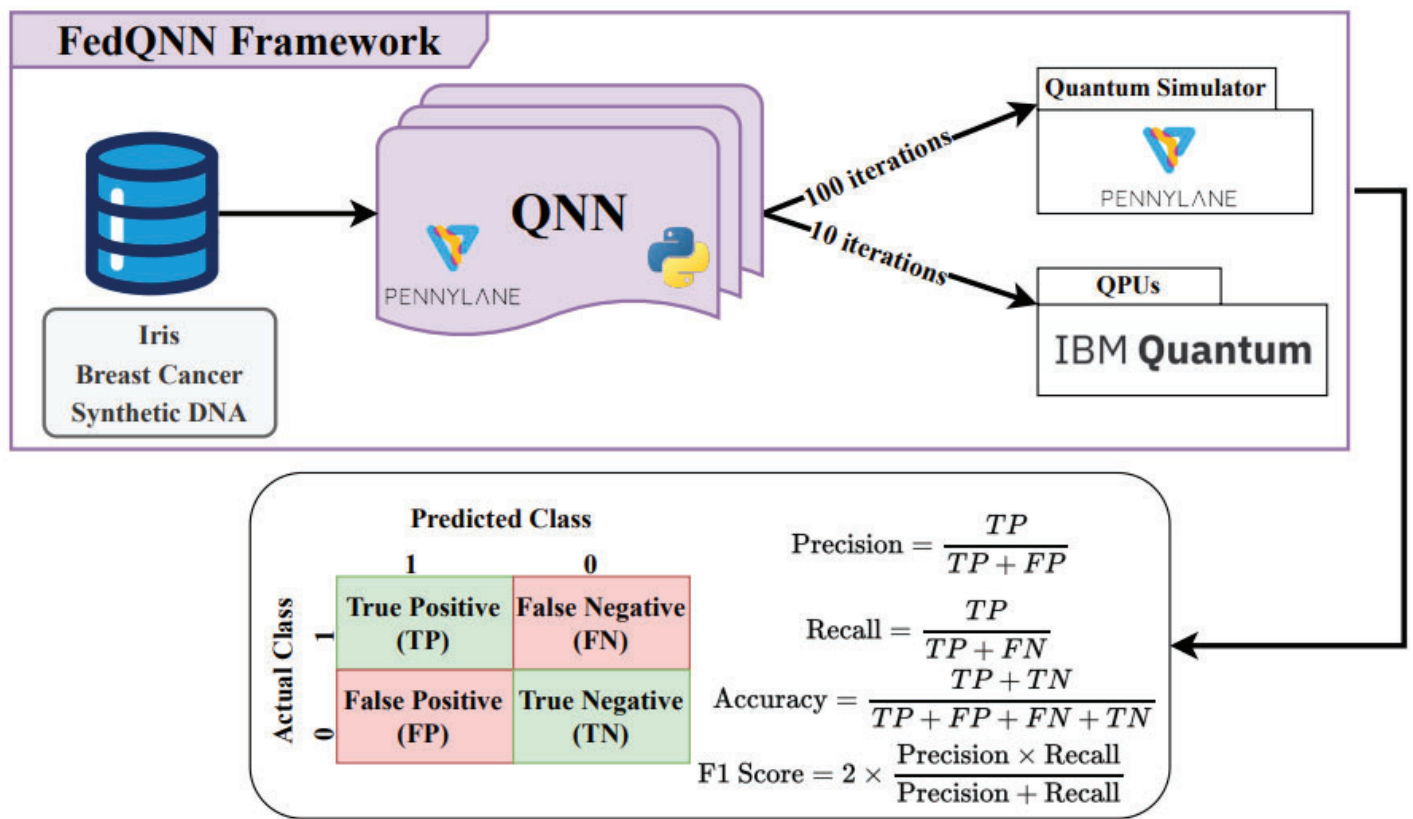 FedQNN Framework
Iris
Breast Cancer
Synthetic DNA
QNN
PENNYLANE
100 iterations
10 iterations
Quantum Simulator
PENNYLANE
QPUs
IBM Quantum
Predicted Class
1 0
Actual Class
1
True Positive
(TP)
False Negative
(FN)
0
False Positive
(FP)
True Negative
(TN)
Precision = TP / TP + FP
Recall = TP / TP + FN
Accuracy = TP + TN / TP + FP + FN + TN
F1 Score = 2 × Precision × Recall / Precision + Recall